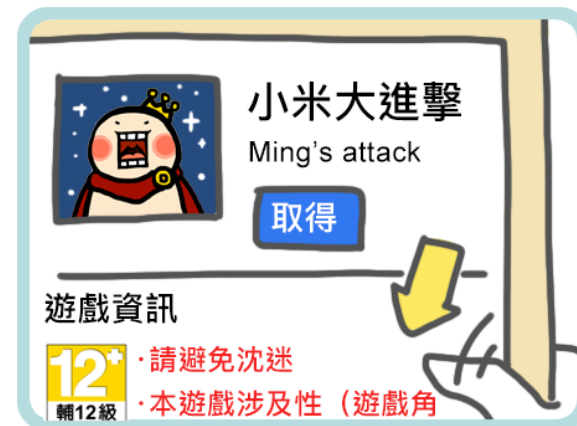 小米大進擊
Ming's attack
取得
遊戲資訊
12+
輔12級
·請避免沈迷
·本遊戲涉及性（遊戲角